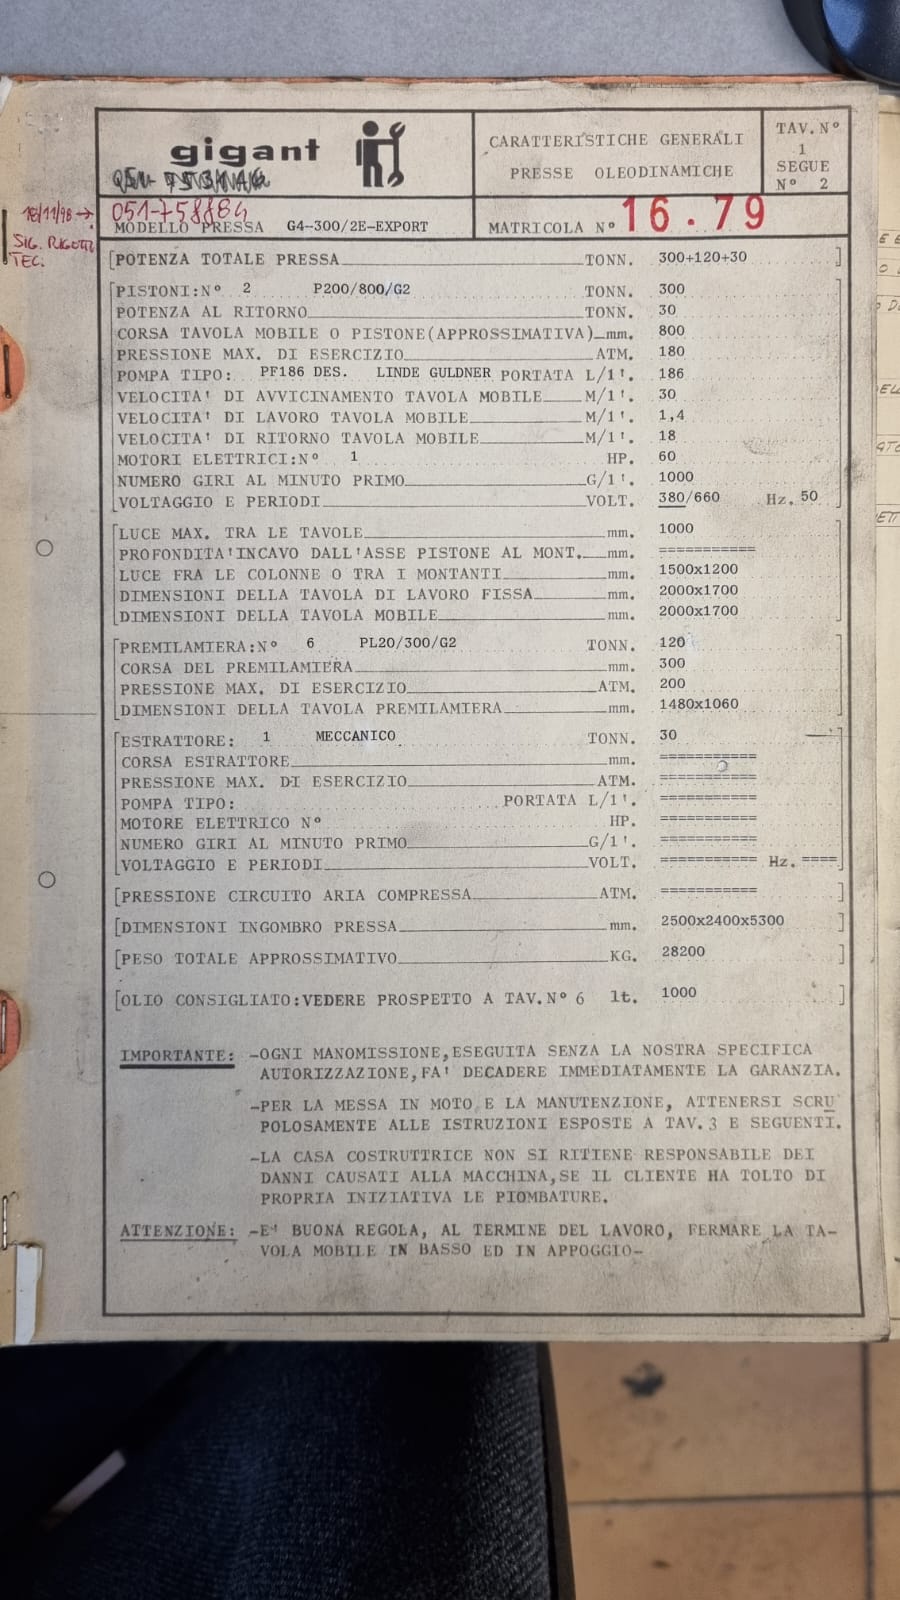 gigant
CARATTERISTICHE GENERALI
PRESSE OLEODINAMICHE
TAV. Nº
1
SEGUE
Nº 2
18/11/98 →
SIG. RIGOTTI
TEC.
051-758884
MODELLO PRESSA G4-300/2E-EXPORT
MATRICOLA Nº 16.79
POTENZA TOTALE PRESSA TONN. 300+120+30
PISTONI:Nº 2 P200/800/G2 TONN. 300
POTENZA AL RITORNO TONN. 30
CORSA TAVOLA MOBILE O PISTONE(APPROSSIMATIVA) mm. 800
PRESSIONE MAX. DI ESERCIZIO ATM. 180
POMPA TIPO: PF186 DES. LINDE GULDNER PORTATA L/1'. 186
VELOCITA' DI AVVICINAMENTO TAVOLA MOBILE M/1'. 30
VELOCITA' DI LAVORO TAVOLA MOBILE M/1'. 1,4
VELOCITA' DI RITORNO TAVOLA MOBILE M/1'. 18
MOTORI ELETTRICI:Nº 1 HP. 60
NUMERO GIRI AL MINUTO PRIMO G/1'. 1000
VOLTAGGIO E PERIODI VOLT. 380/660 Hz. 50
LUCE MAX. TRA LE TAVOLE mm. 1000
PROFONDITA'INCAVO DALL'ASSE PISTONE AL MONT. mm. ===========
LUCE FRA LE COLONNE O TRA I MONTANTI mm. 1500x1200
DIMENSIONI DELLA TAVOLA DI LAVORO FISSA mm. 2000x1700
DIMENSIONI DELLA TAVOLA MOBILE mm. 2000x1700
PREMILAMIERA:Nº 6 PL20/300/G2 TONN. 120
CORSA DEL PREMILAMIERA mm. 300
PRESSIONE MAX. DI ESERCIZIO ATM. 200
DIMENSIONI DELLA TAVOLA PREMILAMIERA mm. 1480x1060
ESTRATTORE: 1 MECCANICO TONN. 30
CORSA ESTRATTORE mm. ===========
PRESSIONE MAX. DI ESERCIZIO ATM. ===========
POMPA TIPO: PORTATA L/1'. ===========
MOTORE ELETTRICO Nº HP. ===========
NUMERO GIRI AL MINUTO PRIMO G/1'. ===========
VOLTAGGIO E PERIODI VOLT. =========== Hz. ====
PRESSIONE CIRCUITO ARIA COMPRESSA ATM. ===========
DIMENSIONI INGOMBRO PRESSA mm. 2500x2400x5300
PESO TOTALE APPROSSIMATIVO KG. 28200
OLIO CONSIGLIATO:VEDERE PROSPETTO A TAV.Nº 6 lt. 1000
IMPORTANTE: -OGNI MANOMISSIONE,ESEGUITA SENZA LA NOSTRA SPECIFICA
AUTORIZZAZIONE,FA' DECADERE IMMEDIATAMENTE LA GARANZIA.
-PER LA MESSA IN MOTO E LA MANUTENZIONE, ATTENERSI SCRU
POLOSAMENTE ALLE ISTRUZIONI ESPOSTE A TAV.3 E SEGUENTI.
-LA CASA COSTRUTTRICE NON SI RITIENE RESPONSABILE DEI
DANNI CAUSATI ALLA MACCHINA,SE IL CLIENTE HA TOLTO DI
PROPRIA INIZIATIVA LE PIOMBATURE.
ATTENZIONE: -E' BUONA REGOLA, AL TERMINE DEL LAVORO, FERMARE LA TA-
VOLA MOBILE IN BASSO ED IN APPOGGIO-